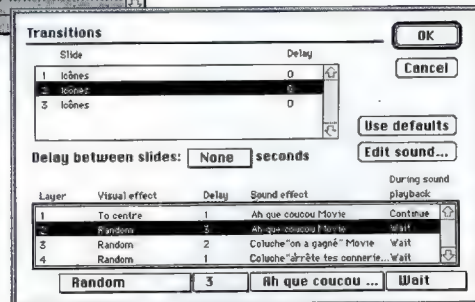 Transitions
OK
Cancel
Slide Delay
1 Icônes 0
2 Icônes 0
3 Icônes 0
Use defaults
Edit sound...
Delay between slides: None seconds
During sound
Layer Visual effect Delay Sound effect playback
1 To centre 1 Ah que coucou Movie Continue
2 Random 3 Ah que coucou Movie Wait
3 Random 2 Coluche"on a gagné" Movie Wait
4 Random 1 Coluche"arrête tes connerie... Wait
Random 3 Ah que coucou ... Wait